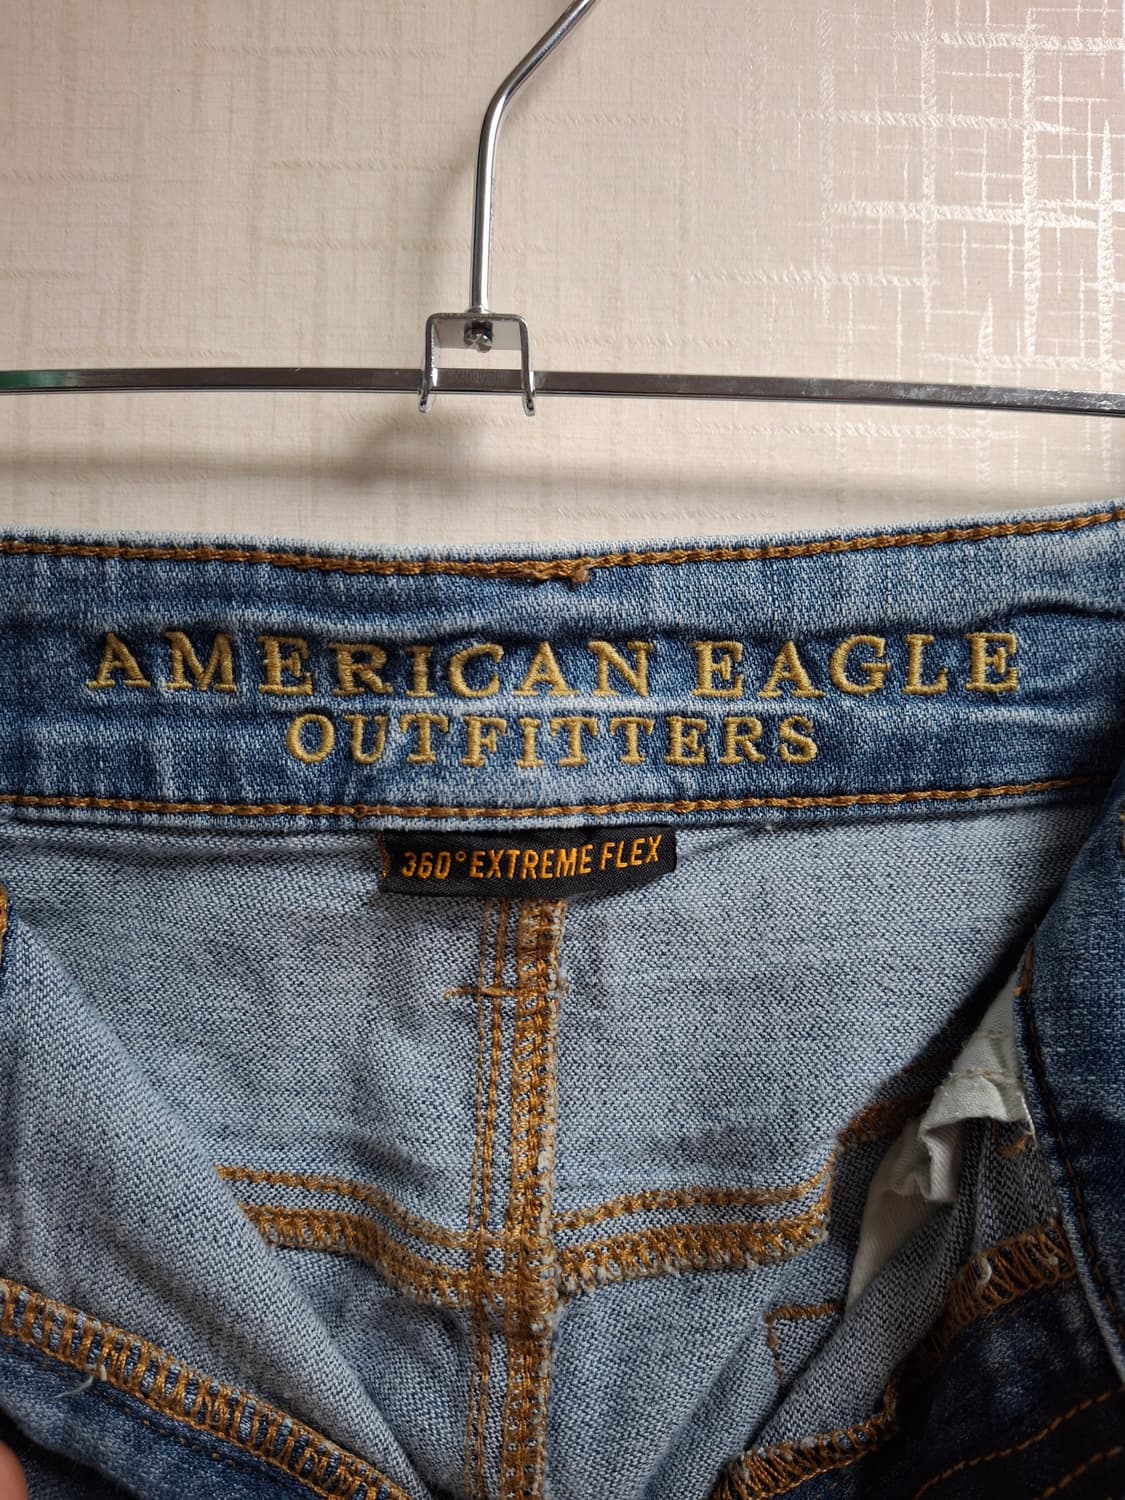 AMERICAN EAGLE
OUTFITTERS
360° EXTREME FLEX